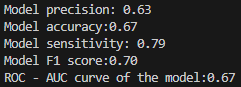 Model precision: 0.63
Model accuracy:0.67
Model sensitivity: 0.79
Model F1 score:0.70
ROC - AUC curve of the model:0.67